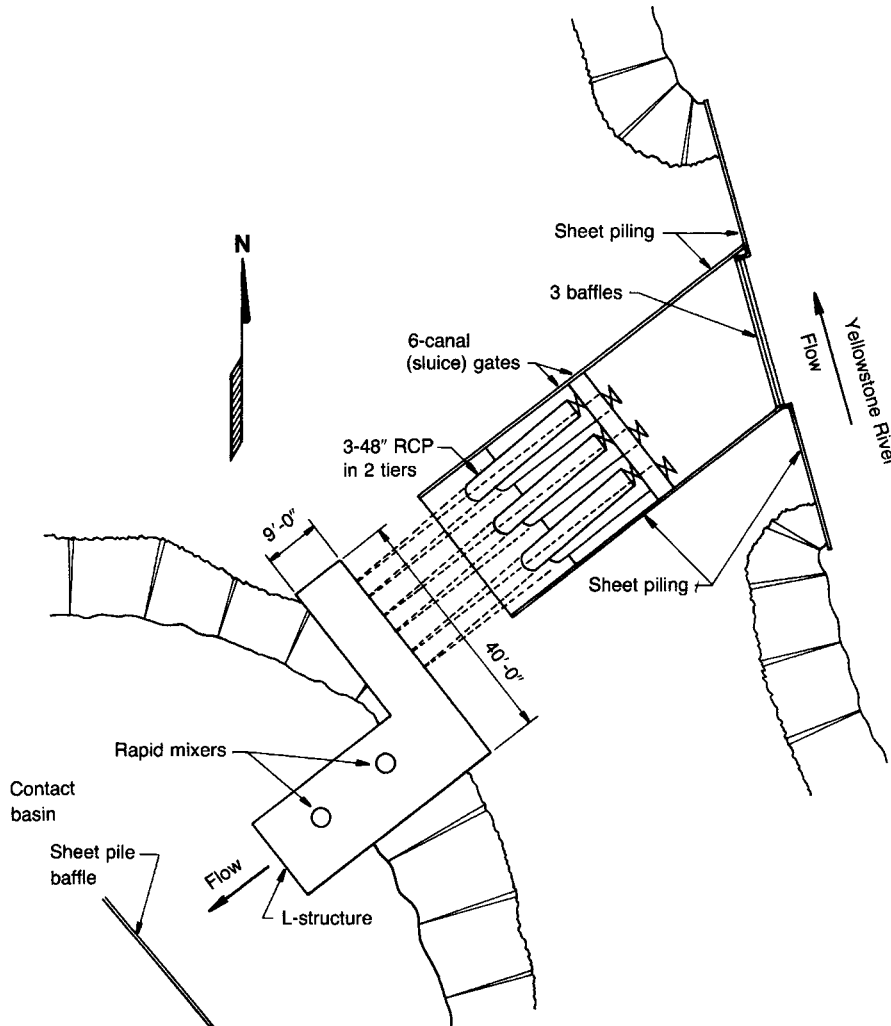 N
Sheet piling
3 baffles
6-canal
(sluice) gates
Flow
Yellowstone River
3-48" RCP
in 2 tiers
9'-0"
Sheet piling
40'-0"
Rapid mixers
Contact
basin
Sheet pile
baffle
Flow
L-structure